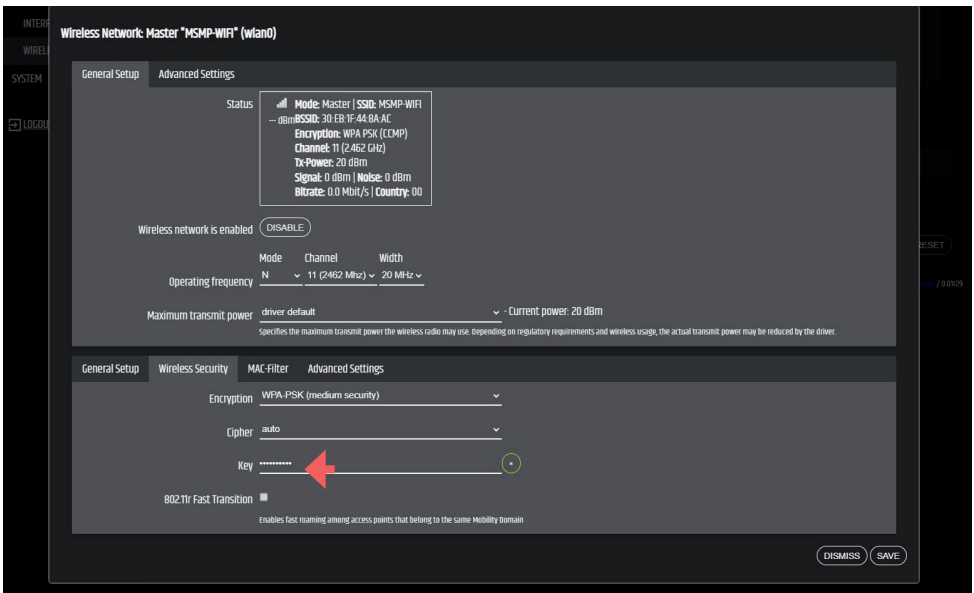 INTERF
WIREL
SYSTEM
LOGOU
Wireless Network: Master "MSMP-WIFI" (wlan0)
General Setup Advanced Settings
Status
Mode: Master | SSID: MSMP-WIFI
--- dBm BSSID: 30:EB:1F:44:8A:AC
Encryption: WPA PSK (CCMP)
Channel: 11 (2.462 GHz)
Tx-Power: 20 dBm
Signal: 0 dBm | Noise: 0 dBm
Bitrate: 0.0 Mbit/s | Country: 00
Wireless network is enabled DISABLE
Mode Channel Width
Operating frequency N 11 (2462 Mhz) 20 MHz
Maximum transmit power driver default - Current power: 20 dBm
Specifies the maximum transmit power the wireless radio may use. Depending on regulatory requirements and wireless usage, the actual transmit power may be reduced by the driver.
General Setup Wireless Security MAC-Filter Advanced Settings
Encryption WPA-PSK (medium security)
Cipher auto
Key •••••••••• *
802.11r Fast Transition
Enables fast roaming among access points that belong to the same Mobility Domain
DISMISS SAVE
RESET